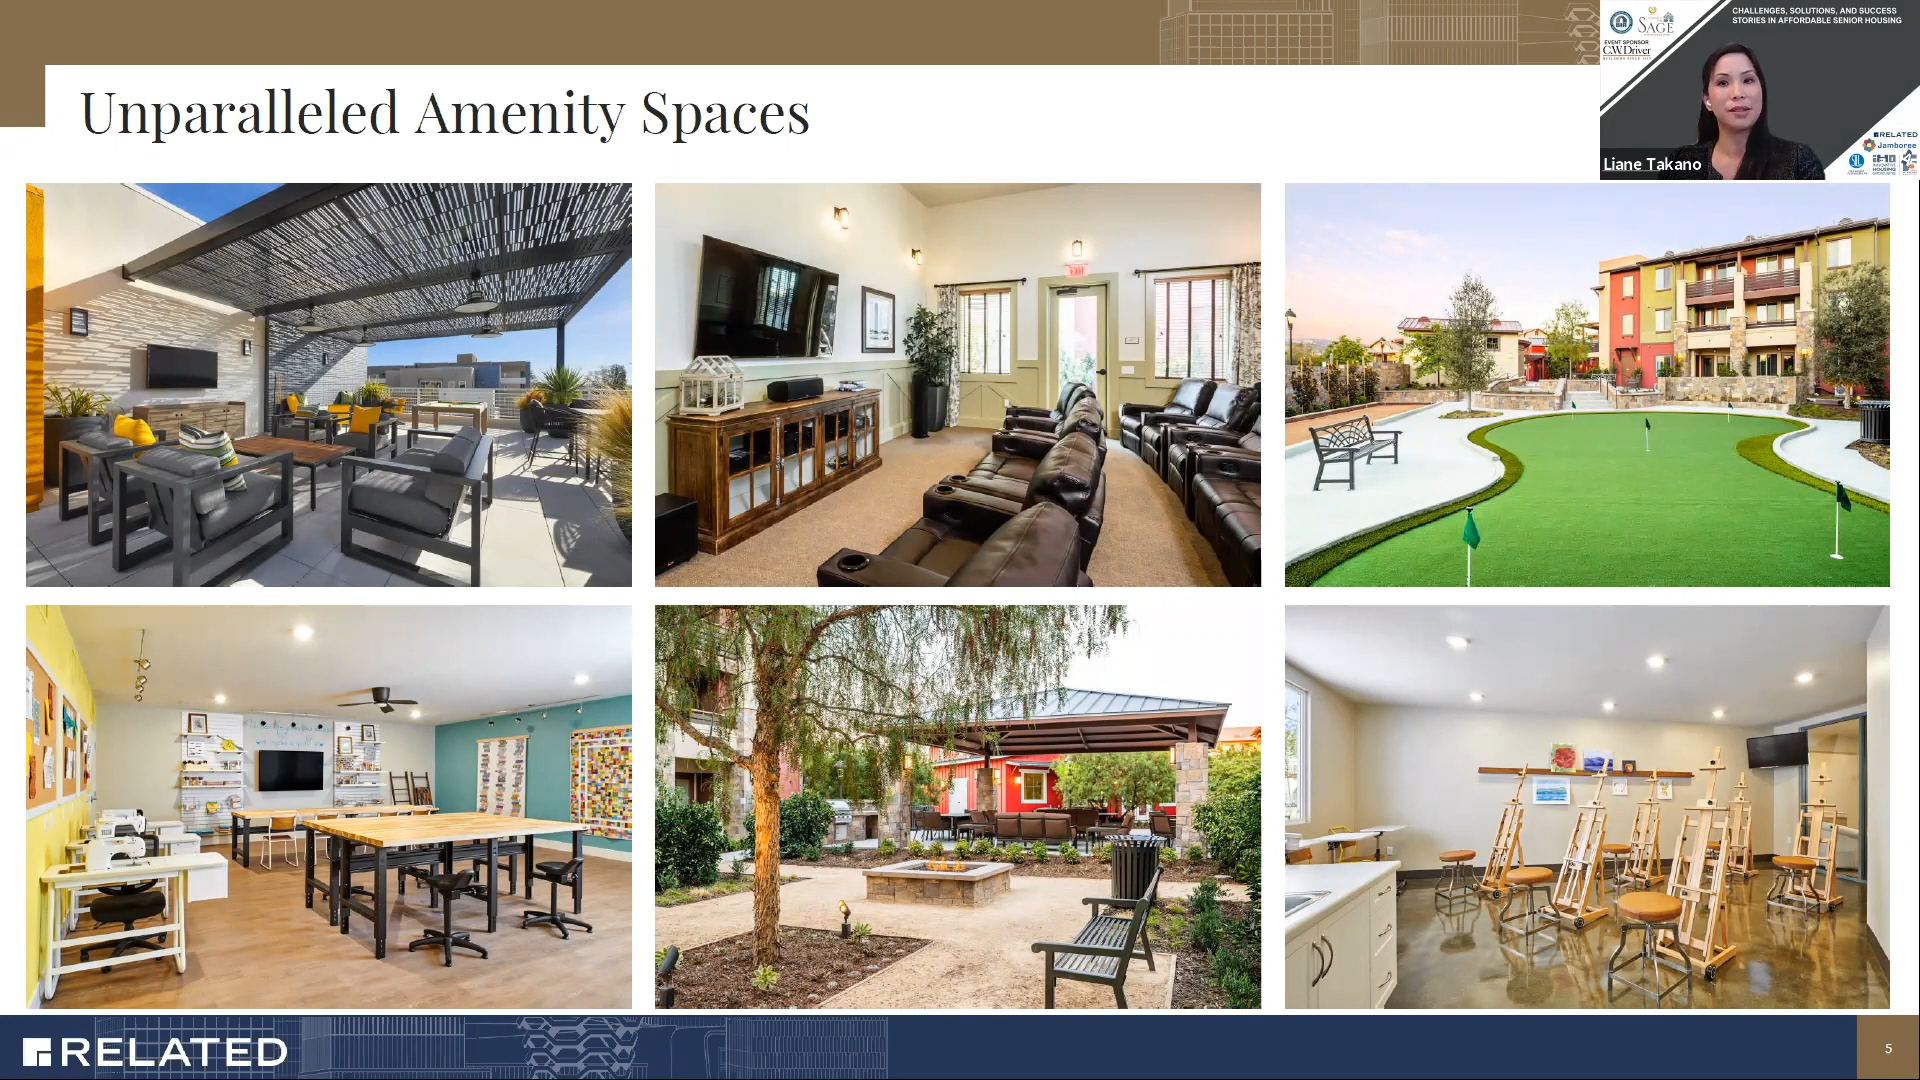 CHALLENGES, SOLUTIONS, AND SUCCESS
STORIES IN AFFORDABLE SENIOR HOUSING
SAGE
EVENT SPONSOR
C.W. Driver
Unparalleled Amenity Spaces
RELATED
Jamboree
Liane Takano
EXIT
RELATED
5